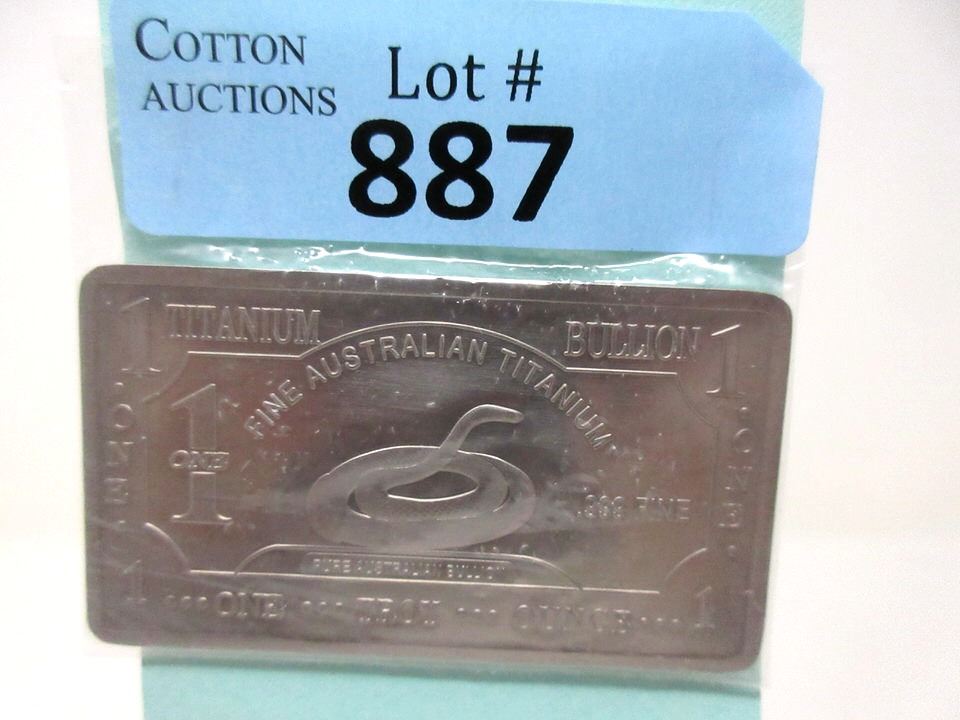 COTTON
AUCTIONS
Lot #
887
1 TITANIUM BULLION 1
FINE AUSTRALIAN TITANIUM
1
ONE
ONE
ONE
.999 FINE
PURE AUSTRALIAN BULLION
1 ONE TROY OUNCE 1